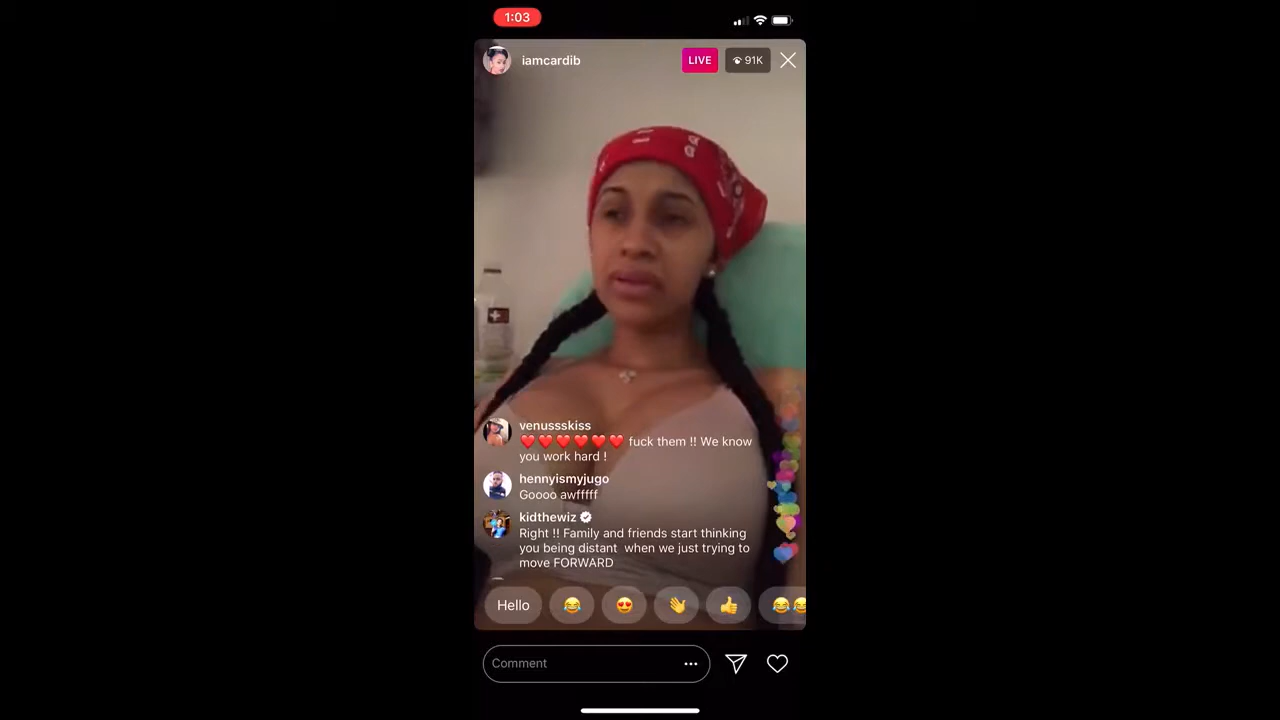 1:03
iamcardib
LIVE
91K
venussskiss
❤️❤️❤️❤️❤️❤️ fuck them !! We know
you work hard !
hennyismyjugo
Goooo awfffff
kidthewiz
Right !! Family and friends start thinking
you being distant  when we just trying to
move FORWARD
Hello
Comment